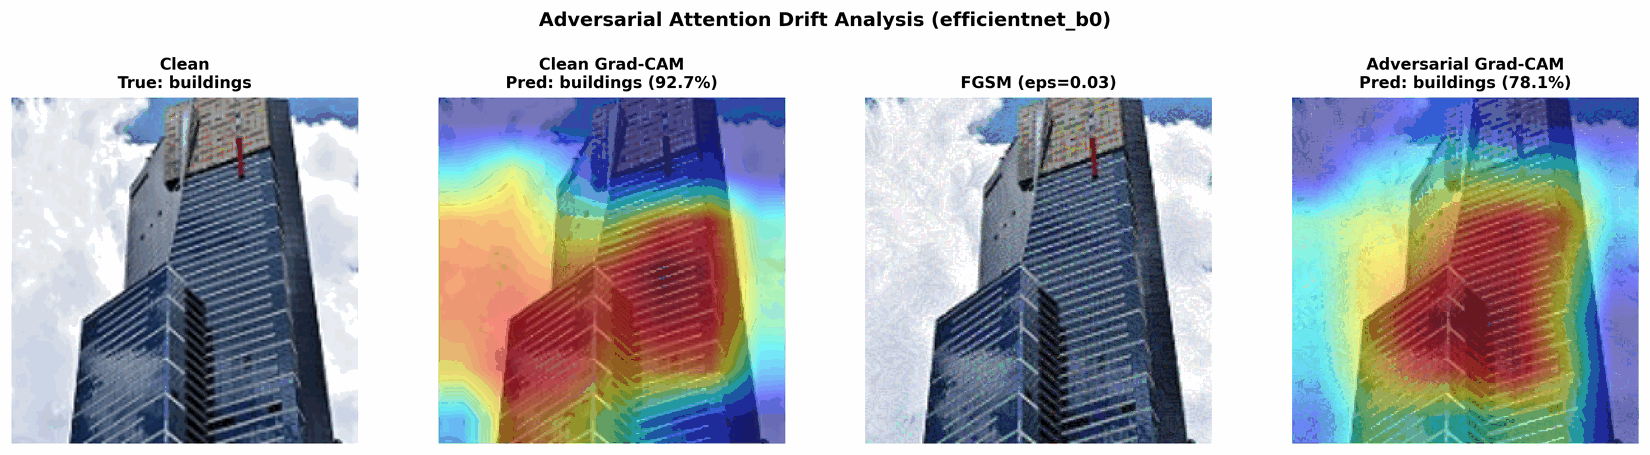 Adversarial Attention Drift Analysis (efficientnet_b0)
Clean
True: buildings
Clean Grad-CAM
Pred: buildings (92.7%)
FGSM (eps=0.03)
Adversarial Grad-CAM
Pred: buildings (78.1%)